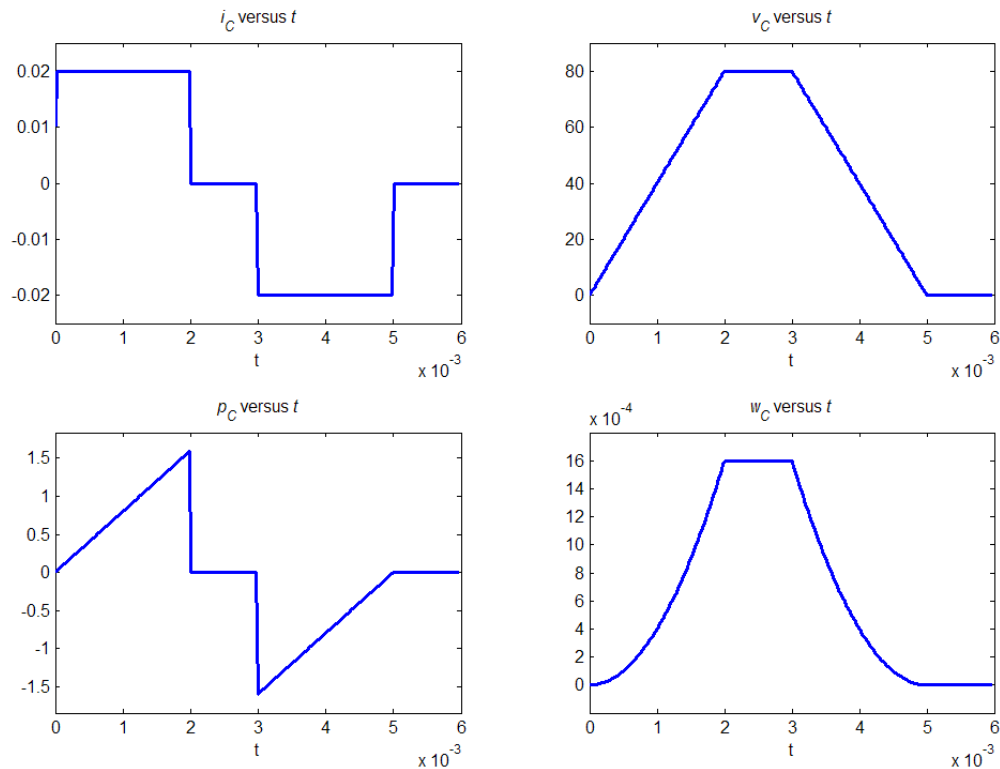 i_C versus t
0.02
0.01
0
-0.01
-0.02
0 1 2 3 4 5 6
t
x 10^-3
v_C versus t
80
60
40
20
0
0 1 2 3 4 5 6
t
x 10^-3
p_C versus t
1.5
1
0.5
0
-0.5
-1
-1.5
0 1 2 3 4 5 6
t
x 10^-3
w_C versus t
x 10^-4
16
14
12
10
8
6
4
2
0
0 1 2 3 4 5 6
t
x 10^-3